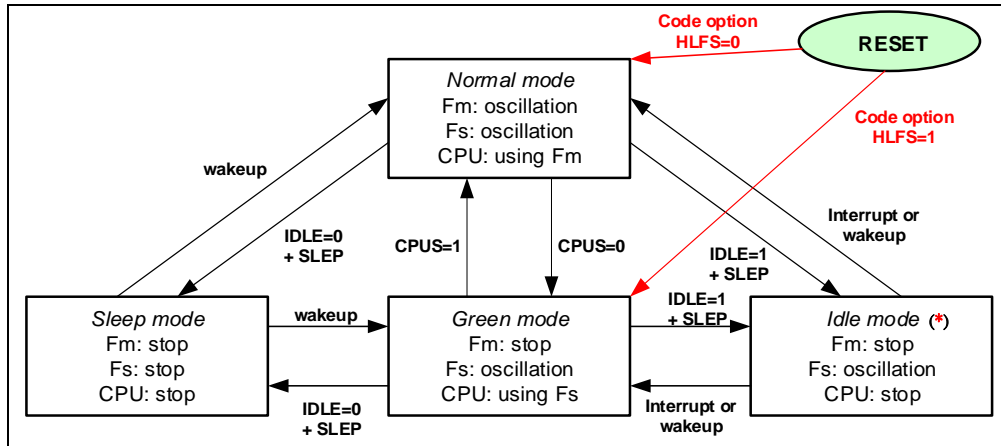 Code option
HLFS=0
RESET
Normal mode
Fm: oscillation
Fs: oscillation
CPU: using Fm
Code option
HLFS=1
wakeup
IDLE=0
+ SLEP
CPUS=1
CPUS=0
IDLE=1
+ SLEP
Interrupt or
wakeup
Sleep mode
Fm: stop
Fs: stop
CPU: stop
wakeup
IDLE=0
+ SLEP
Green mode
Fm: stop
Fs: oscillation
CPU: using Fs
IDLE=1
+ SLEP
Interrupt or
wakeup
Idle mode (*)
Fm: stop
Fs: oscillation
CPU: stop